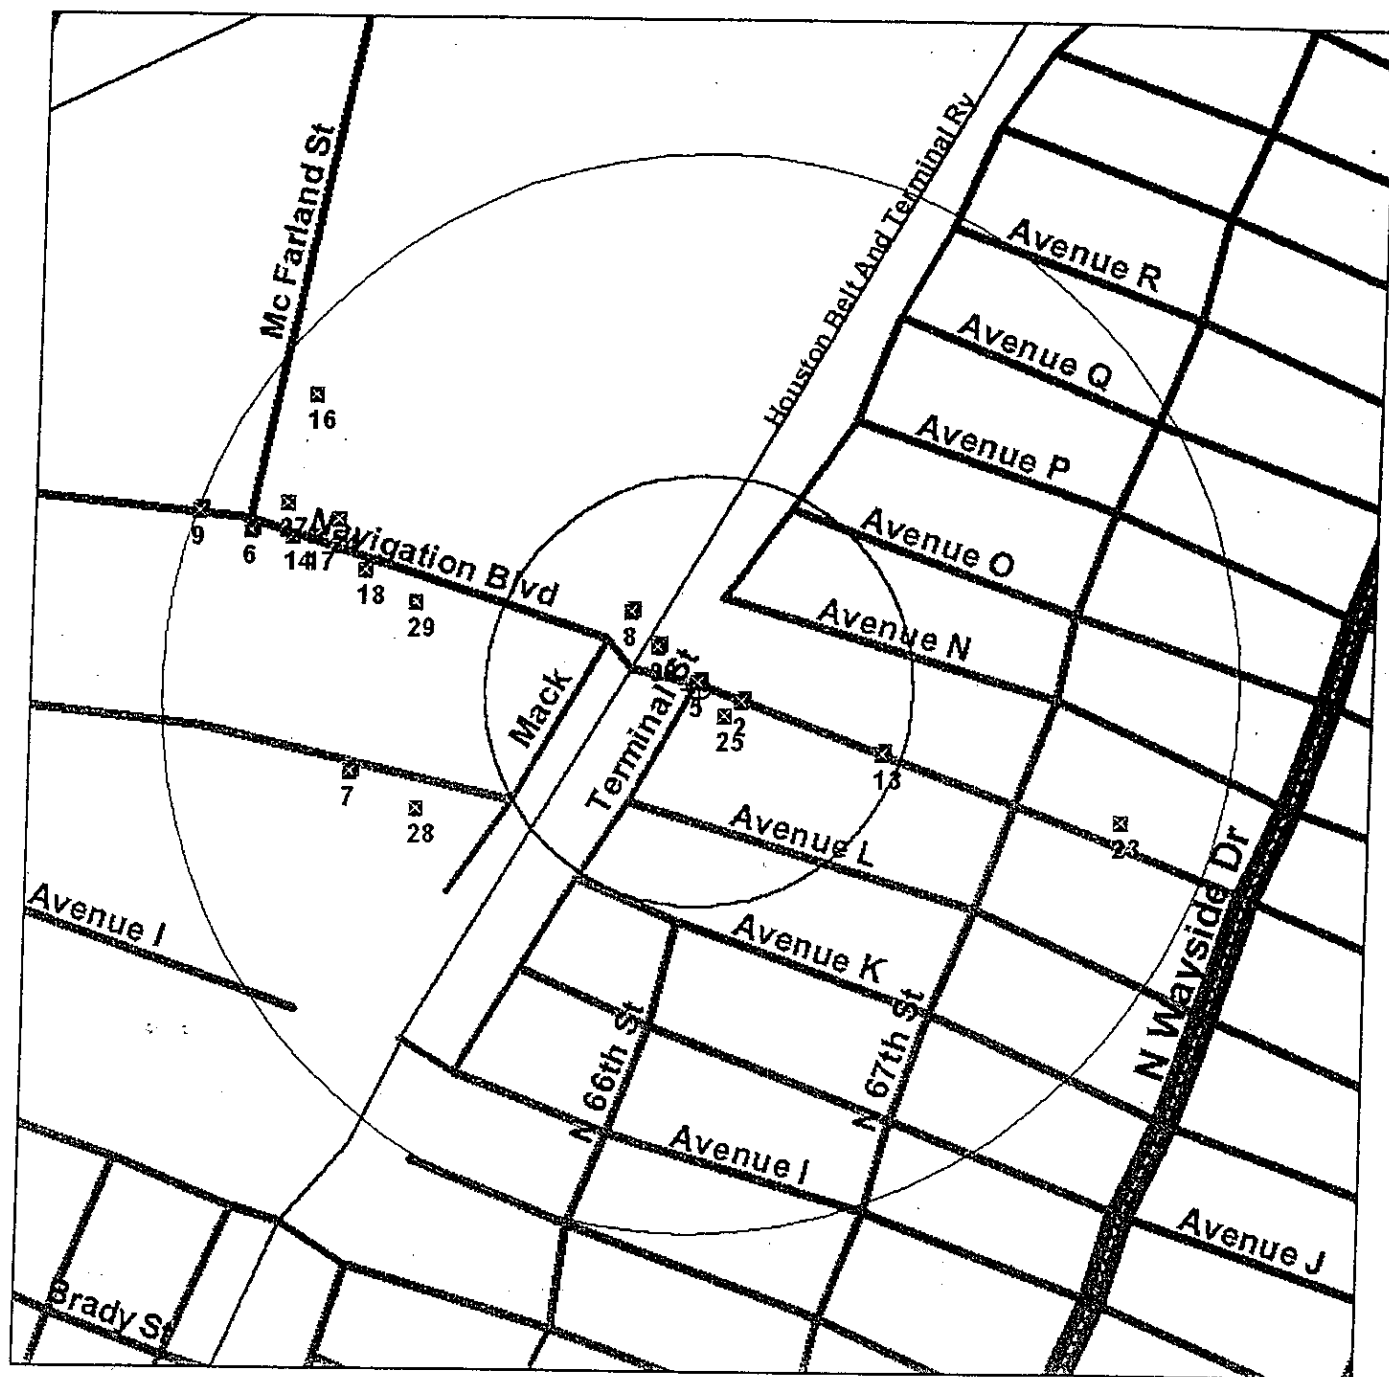 Mc Farland St
Houston Belt And Terminal Ry
Avenue R
Avenue Q
16
Avenue P
9
6
27
14
17
Navigation Blvd
Avenue O
18
29
8
Avenue N
Mack
Terminal St
5
2
25
13
7
28
Avenue L
23
N Wayside Dr
Avenue I
Avenue K
N 66th St
N 67th St
Avenue I
Avenue J
Brady St